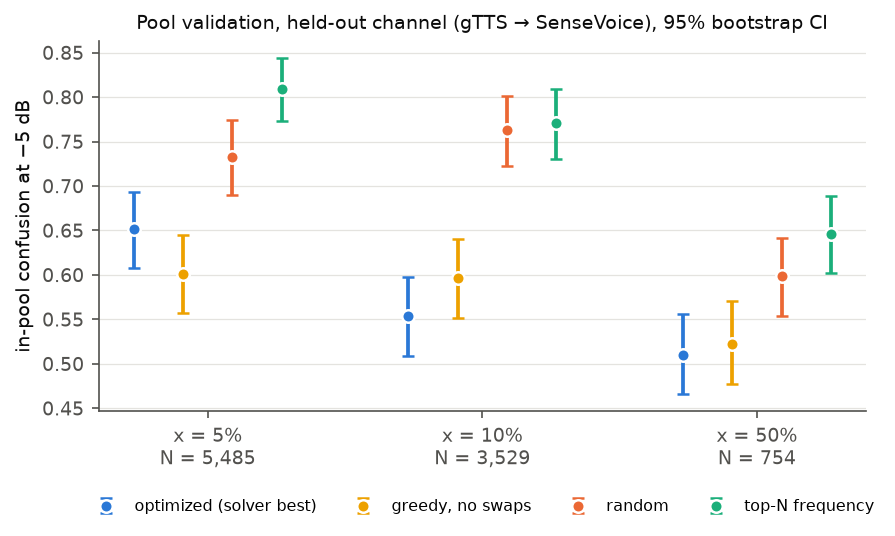 Pool validation, held-out channel (gTTS → SenseVoice), 95% bootstrap CI
in-pool confusion at −5 dB
0.85
0.80
0.75
0.70
0.65
0.60
0.55
0.50
0.45
x = 5% x = 10% x = 50%
N = 5,485 N = 3,529 N = 754
optimized (solver best) greedy, no swaps random top-N frequency